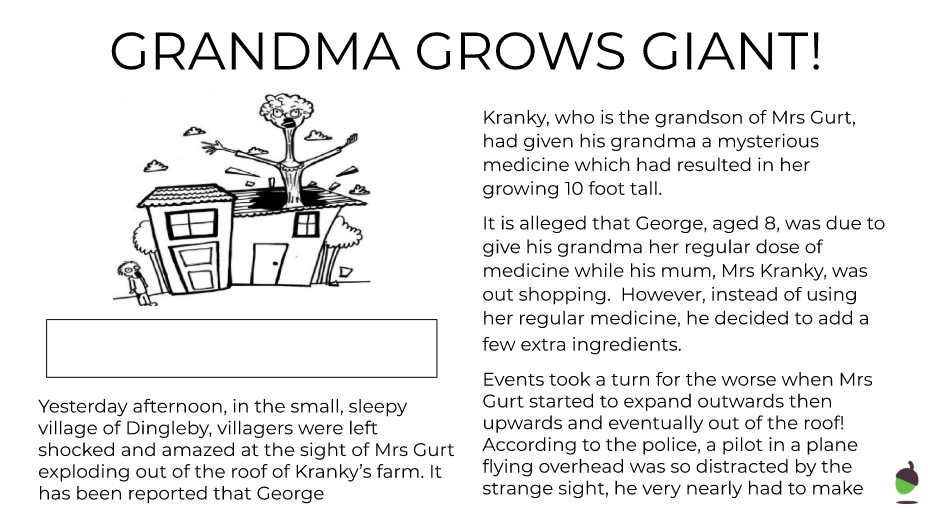 GRANDMA GROWS GIANT!
Yesterday afternoon, in the small, sleepy
village of Dingleby, villagers were left
shocked and amazed at the sight of Mrs Gurt
exploding out of the roof of Kranky’s farm. It
has been reported that George
Kranky, who is the grandson of Mrs Gurt,
had given his grandma a mysterious
medicine which had resulted in her
growing 10 foot tall.
It is alleged that George, aged 8, was due to
give his grandma her regular dose of
medicine while his mum, Mrs Kranky, was
out shopping.  However, instead of using
her regular medicine, he decided to add a
few extra ingredients.
Events took a turn for the worse when Mrs
Gurt started to expand outwards then
upwards and eventually out of the roof!
According to the police, a pilot in a plane
flying overhead was so distracted by the
strange sight, he very nearly had to make